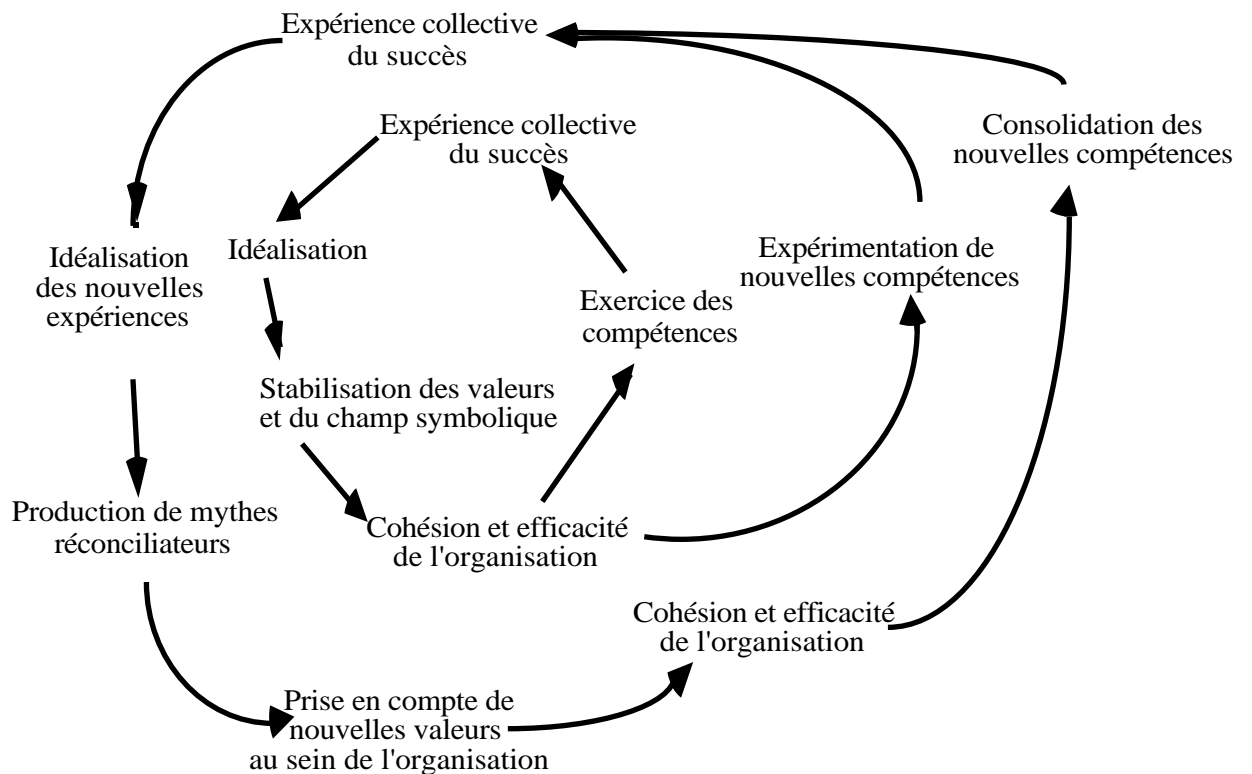 Expérience collective
du succès
Expérience collective
du succès
Consolidation des
nouvelles compétences
Idéalisation
des nouvelles
expériences
Idéalisation
Expérimentation de
nouvelles compétences
Exercice des
compétences
Stabilisation des valeurs
et du champ symbolique
Production de mythes
réconciliateurs
Cohésion et efficacité
de l'organisation
Cohésion et efficacité
de l'organisation
Prise en compte de
nouvelles valeurs
au sein de l'organisation